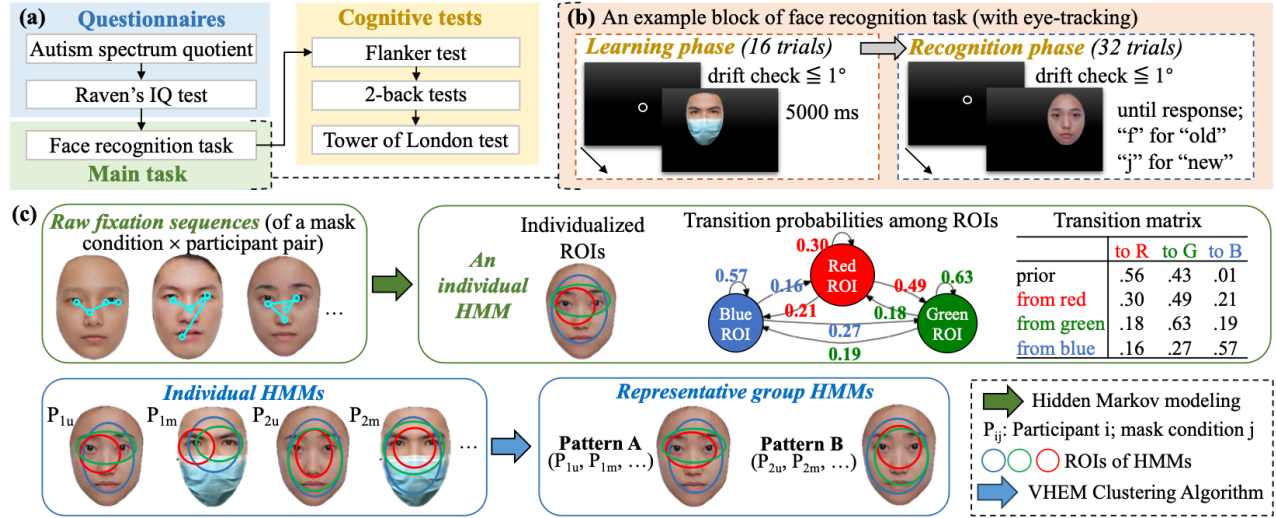 (a)
Questionnaires
Autism spectrum quotient
Raven's IQ test
Face recognition task
Main task
Cognitive tests
Flanker test
2-back tests
Tower of London test
(b) An example block of face recognition task (with eye-tracking)
Learning phase (16 trials)
drift check ≦ 1°
5000 ms
Recognition phase (32 trials)
drift check ≦ 1°
until response;
"f" for "old"
"j" for "new"
(c)
Raw fixation sequences (of a mask
condition × participant pair)
...
An
individual
HMM
Individualized
ROIs
Transition probabilities among ROIs
0.30
Red
ROI
0.57
0.16
0.49
0.63
Blue
ROI
0.21
0.18
Green
ROI
0.27
0.19
Transition matrix
to R to G to B
prior .56 .43 .01
from red .30 .49 .21
from green .18 .63 .19
from blue .16 .27 .57
Individual HMMs
P1u P1m P2u P2m
...
Representative group HMMs
Pattern A
(P1u, P1m, ...)
Pattern B
(P2u, P2m, ...)
Hidden Markov modeling
Pij: Participant i; mask condition j
ROIs of HMMs
VHEM Clustering Algorithm